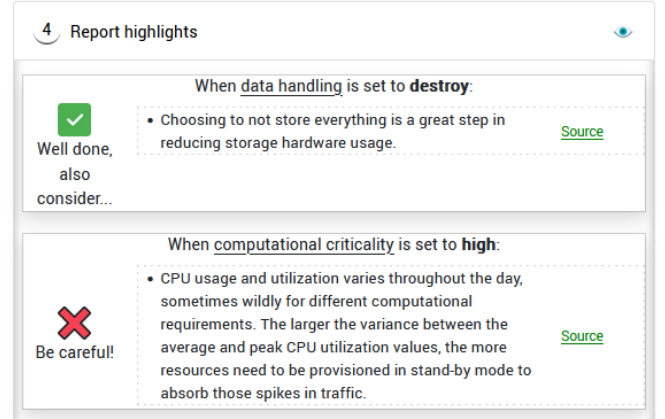 4 Report highlights
When data handling is set to destroy:
Well done,
also
consider...
• Choosing to not store everything is a great step in
reducing storage hardware usage.
Source
When computational criticality is set to high:
Be careful!
• CPU usage and utilization varies throughout the day,
sometimes wildly for different computational
requirements. The larger the variance between the
average and peak CPU utilization values, the more
resources need to be provisioned in stand-by mode to
absorb those spikes in traffic.
Source